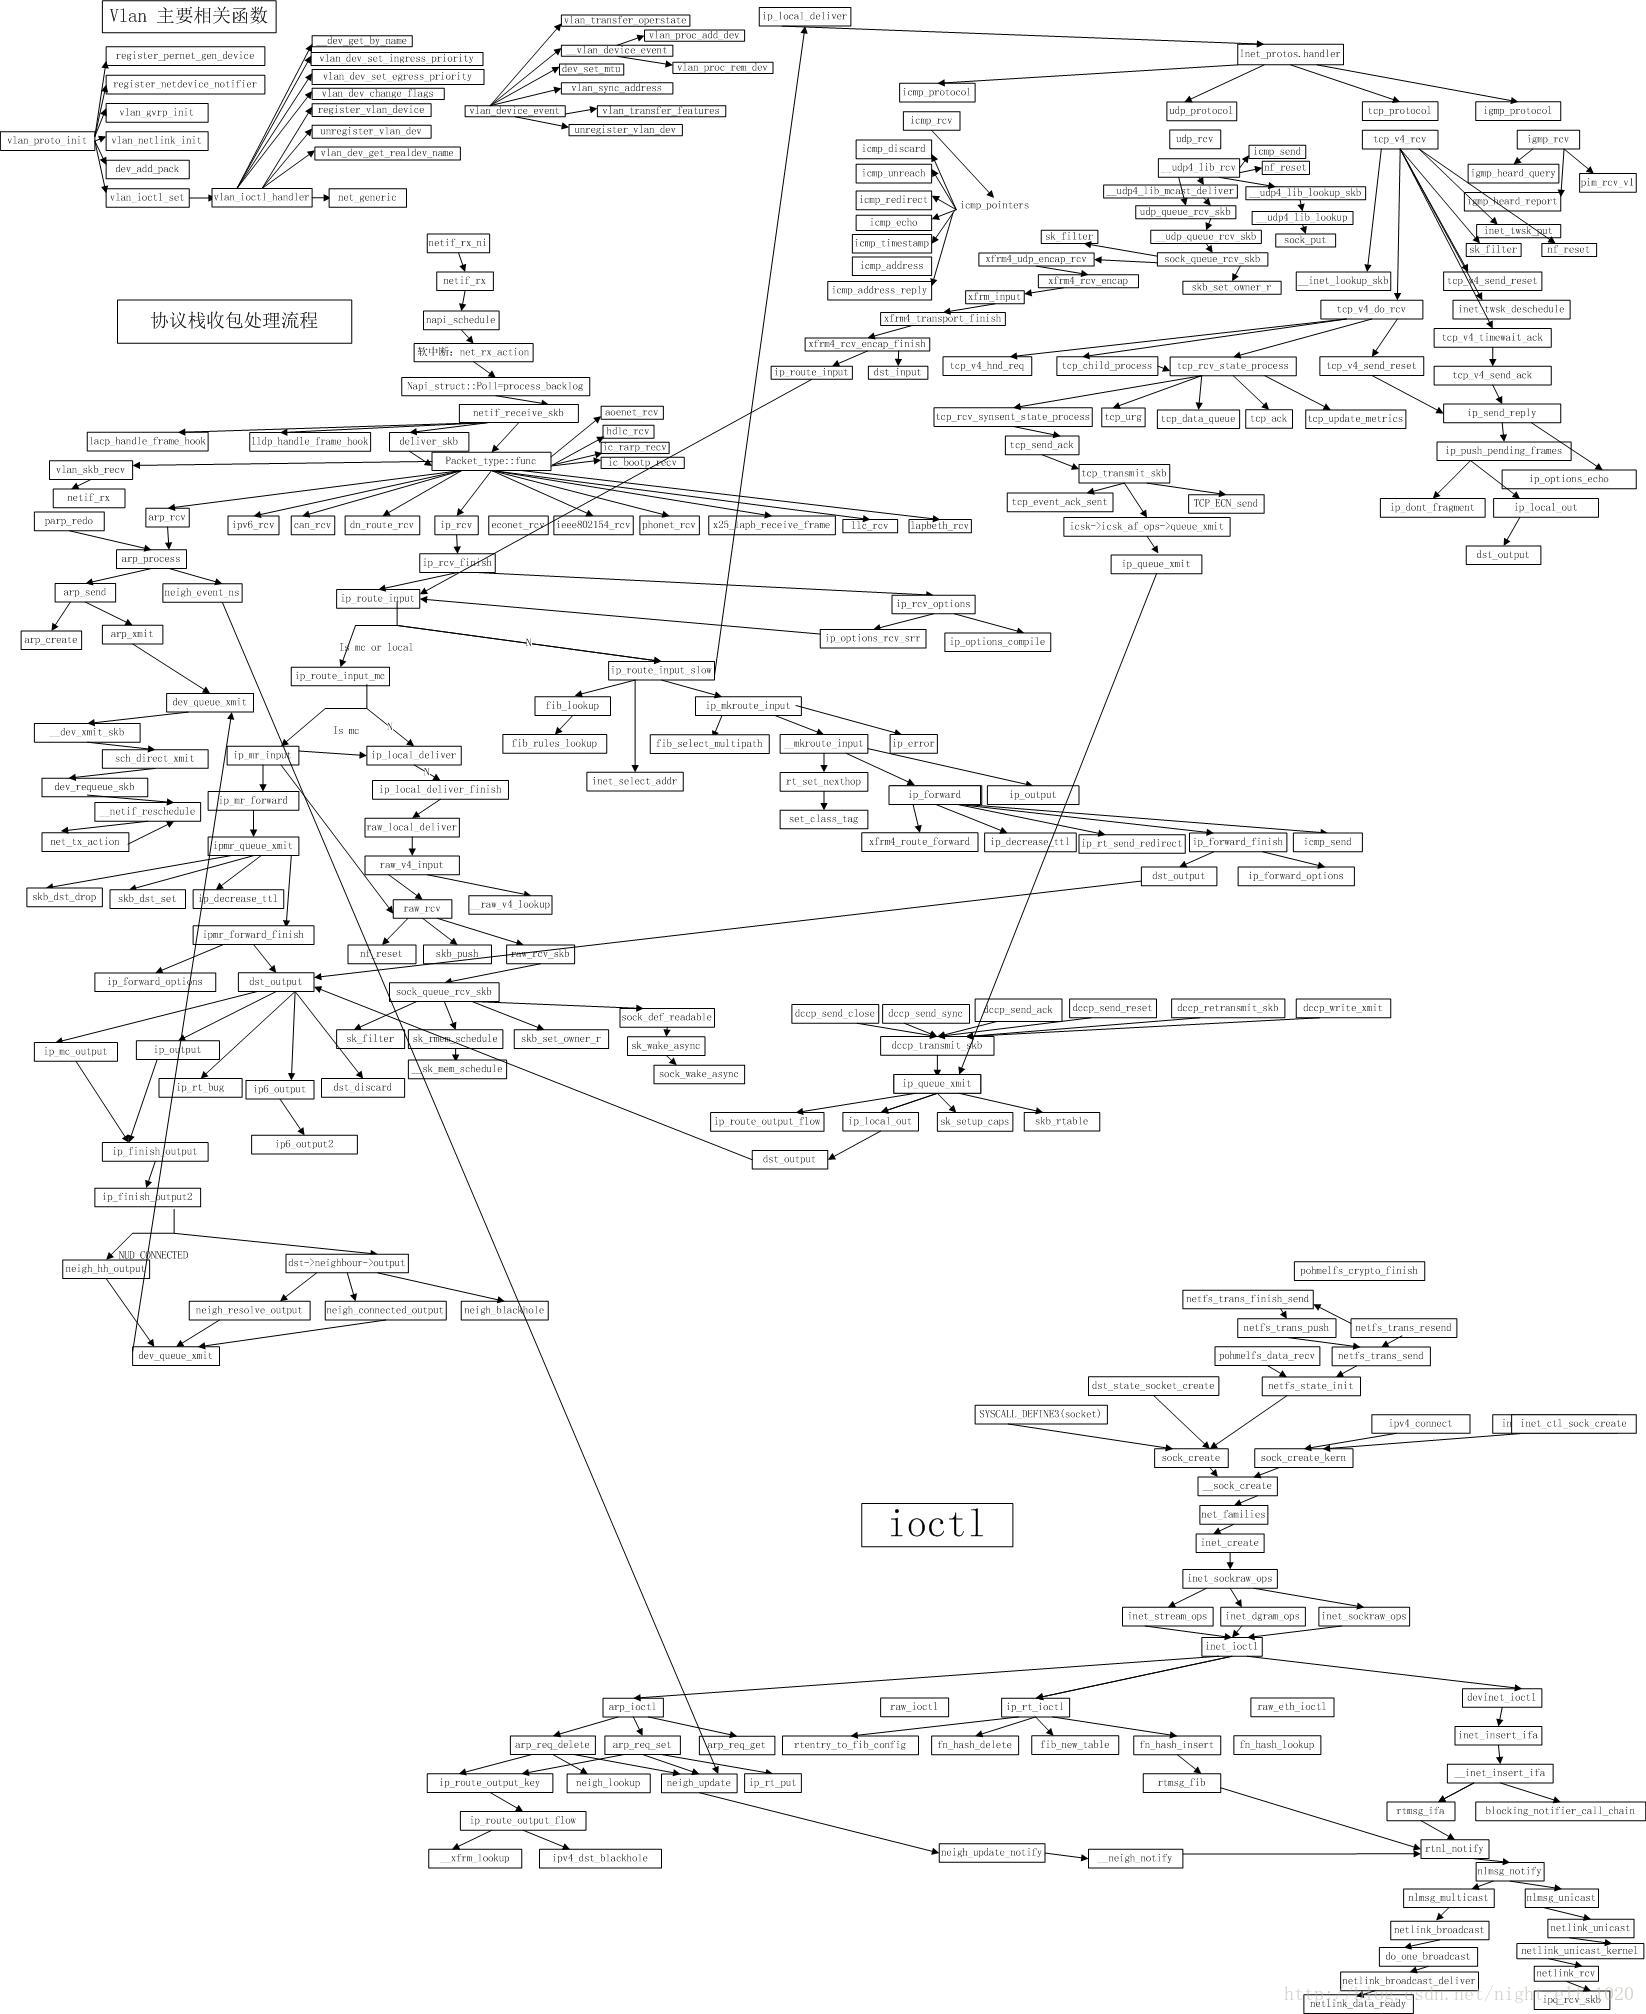 Vlan 主要相关函数
register_pernet_gen_device
register_netdevice_notifier
vlan_gvrp_init
vlan_proto_init
vlan_netlink_init
dev_add_pack
vlan_ioctl_set
__dev_get_by_name
vlan_dev_set_ingress_priority
vlan_dev_set_egress_priority
vlan_dev_change_flags
register_vlan_device
unregister_vlan_dev
vlan_dev_get_realdev_name
vlan_ioctl_handler
net_generic
vlan_transfer_operstate
vlan_proc_add_dev
__vlan_device_event
dev_set_mtu
vlan_proc_rem_dev
vlan_sync_address
vlan_device_event
vlan_transfer_features
unregister_vlan_dev
ip_local_deliver
Inet_protos.handler
icmp_protocol
udp_protocol
tcp_protocol
igmp_protocol
icmp_rcv
udp_rcv
tcp_v4_rcv
igmp_rcv
icmp_discard
icmp_unreach
icmp_redirect
icmp_pointers
icmp_echo
icmp_timestamp
icmp_address
icmp_address_reply
icmp_send
__udp4_lib_rcv
nf_reset
__udp4_lib_mcast_deliver
__udp4_lib_lookup_skb
udp_queue_rcv_skb
__udp4_lib_lookup
sk_filter
__udp_queue_rcv_skb
sock_put
xfrm4_udp_encap_rcv
sock_queue_rcv_skb
xfrm4_rcv_encap
skb_set_owner_r
xfrm_input
xfrm4_transport_finish
xfrm4_rcv_encap_finish
ip_route_input
dst_input
igmp_heard_query
pim_rcv_v1
igmp_heard_report
inet_twsk_put
sk_filter
nf_reset
__inet_lookup_skb
tcp_v4_send_reset
tcp_v4_do_rcv
inet_twsk_deschedule
tcp_v4_timewait_ack
tcp_v4_hnd_req
tcp_child_process
tcp_rcv_state_process
tcp_v4_send_reset
tcp_v4_send_ack
tcp_rcv_synsent_state_process
tcp_urg
tcp_data_queue
tcp_ack
tcp_update_metrics
ip_send_reply
tcp_send_ack
ip_push_pending_frames
tcp_transmit_skb
ip_options_echo
tcp_event_ack_sent
TCP_ECN_send
ip_dont_fragment
ip_local_out
icsk->icsk_af_ops->queue_xmit
dst_output
ip_queue_xmit
netif_rx_ni
netif_rx
协议栈收包处理流程
napi_schedule
软中断: net_rx_action
Napi_struct::Poll=process_backlog
netif_receive_skb
lacp_handle_frame_hook
lldp_handle_frame_hook
deliver_skb
aoenet_rcv
hdlc_rcv
ic_rarp_recv
ic_bootp_recv
Packet_type::func
vlan_skb_recv
netif_rx
parp_redo
arp_rcv
ipv6_rcv
can_rcv
dn_route_rcv
ip_rcv
econet_rcv
ieee802154_rcv
phonet_rcv
x25_lapb_receive_frame
llc_rcv
lapbeth_rcv
arp_process
ip_rcv_finish
arp_send
neigh_event_ns
ip_route_input
ip_rcv_options
arp_create
arp_xmit
ip_options_rcv_srr
ip_options_compile
Is mc or local
N
ip_route_input_mc
ip_route_input_slow
dev_queue_xmit
fib_lookup
ip_mkroute_input
__dev_xmit_skb
Is mc
N
fib_rules_lookup
fib_select_multipath
__mkroute_input
ip_error
sch_direct_xmit
ip_mr_input
ip_local_deliver
N
dev_requeue_skb
ip_local_deliver_finish
inet_select_addr
rt_set_nexthop
ip_forward
ip_output
__netif_reschedule
ip_mr_forward
set_class_tag
net_tx_action
raw_local_deliver
xfrm4_route_forward
ip_decrease_ttl
ip_rt_send_redirect
ip_forward_finish
icmp_send
ipmr_queue_xmit
raw_v4_input
dst_output
ip_forward_options
skb_dst_drop
skb_dst_set
ip_decrease_ttl
raw_rcv
__raw_v4_lookup
ipmr_forward_finish
nf_reset
skb_push
raw_rcv_skb
ip_forward_options
dst_output
sock_queue_rcv_skb
sock_def_readable
sk_filter
sk_rmem_schedule
skb_set_owner_r
sk_wake_async
__sk_mem_schedule
sock_wake_async
ip_mc_output
ip_output
ip_rt_bug
ip6_output
dst_discard
ip_finish_output
ip6_output2
ip_finish_output2
dccp_send_close
dccp_send_sync
dccp_send_ack
dccp_send_reset
dccp_retransmit_skb
dccp_write_xmit
dccp_transmit_skb
ip_queue_xmit
ip_route_output_flow
ip_local_out
sk_setup_caps
skb_rtable
dst_output
NUD_CONNECTED
neigh_hh_output
dst->neighbour->output
neigh_resolve_output
neigh_connected_output
neigh_blackhole
dev_queue_xmit
pohmelfs_crypto_finish
netfs_trans_finish_send
netfs_trans_push
netfs_trans_resend
pohmelfs_data_recv
netfs_trans_send
dst_state_socket_create
netfs_state_init
SYSCALL_DEFINE3(socket)
ipv4_connect
in
inet_ctl_sock_create
sock_create
sock_create_kern
__sock_create
ioctl
net_families
inet_create
inet_sockraw_ops
inet_stream_ops
inet_dgram_ops
inet_sockraw_ops
inet_ioctl
arp_ioctl
raw_ioctl
ip_rt_ioctl
raw_eth_ioctl
devinet_ioctl
arp_req_delete
arp_req_set
arp_req_get
rtentry_to_fib_config
fn_hash_delete
fib_new_table
fn_hash_insert
fn_hash_lookup
inet_insert_ifa
ip_route_output_key
neigh_lookup
neigh_update
ip_rt_put
rtmsg_fib
__inet_insert_ifa
ip_route_output_flow
rtmsg_ifa
blocking_notifier_call_chain
__xfrm_lookup
ipv4_dst_blackhole
neigh_update_notify
__neigh_notify
rtnl_notify
nlmsg_notify
nlmsg_multicast
nlmsg_unicast
netlink_broadcast
netlink_unicast
do_one_broadcast
netlink_unicast_kernel
netlink_broadcast_deliver
netlink_rcv
netlink_data_ready
ipq_rcv_skb